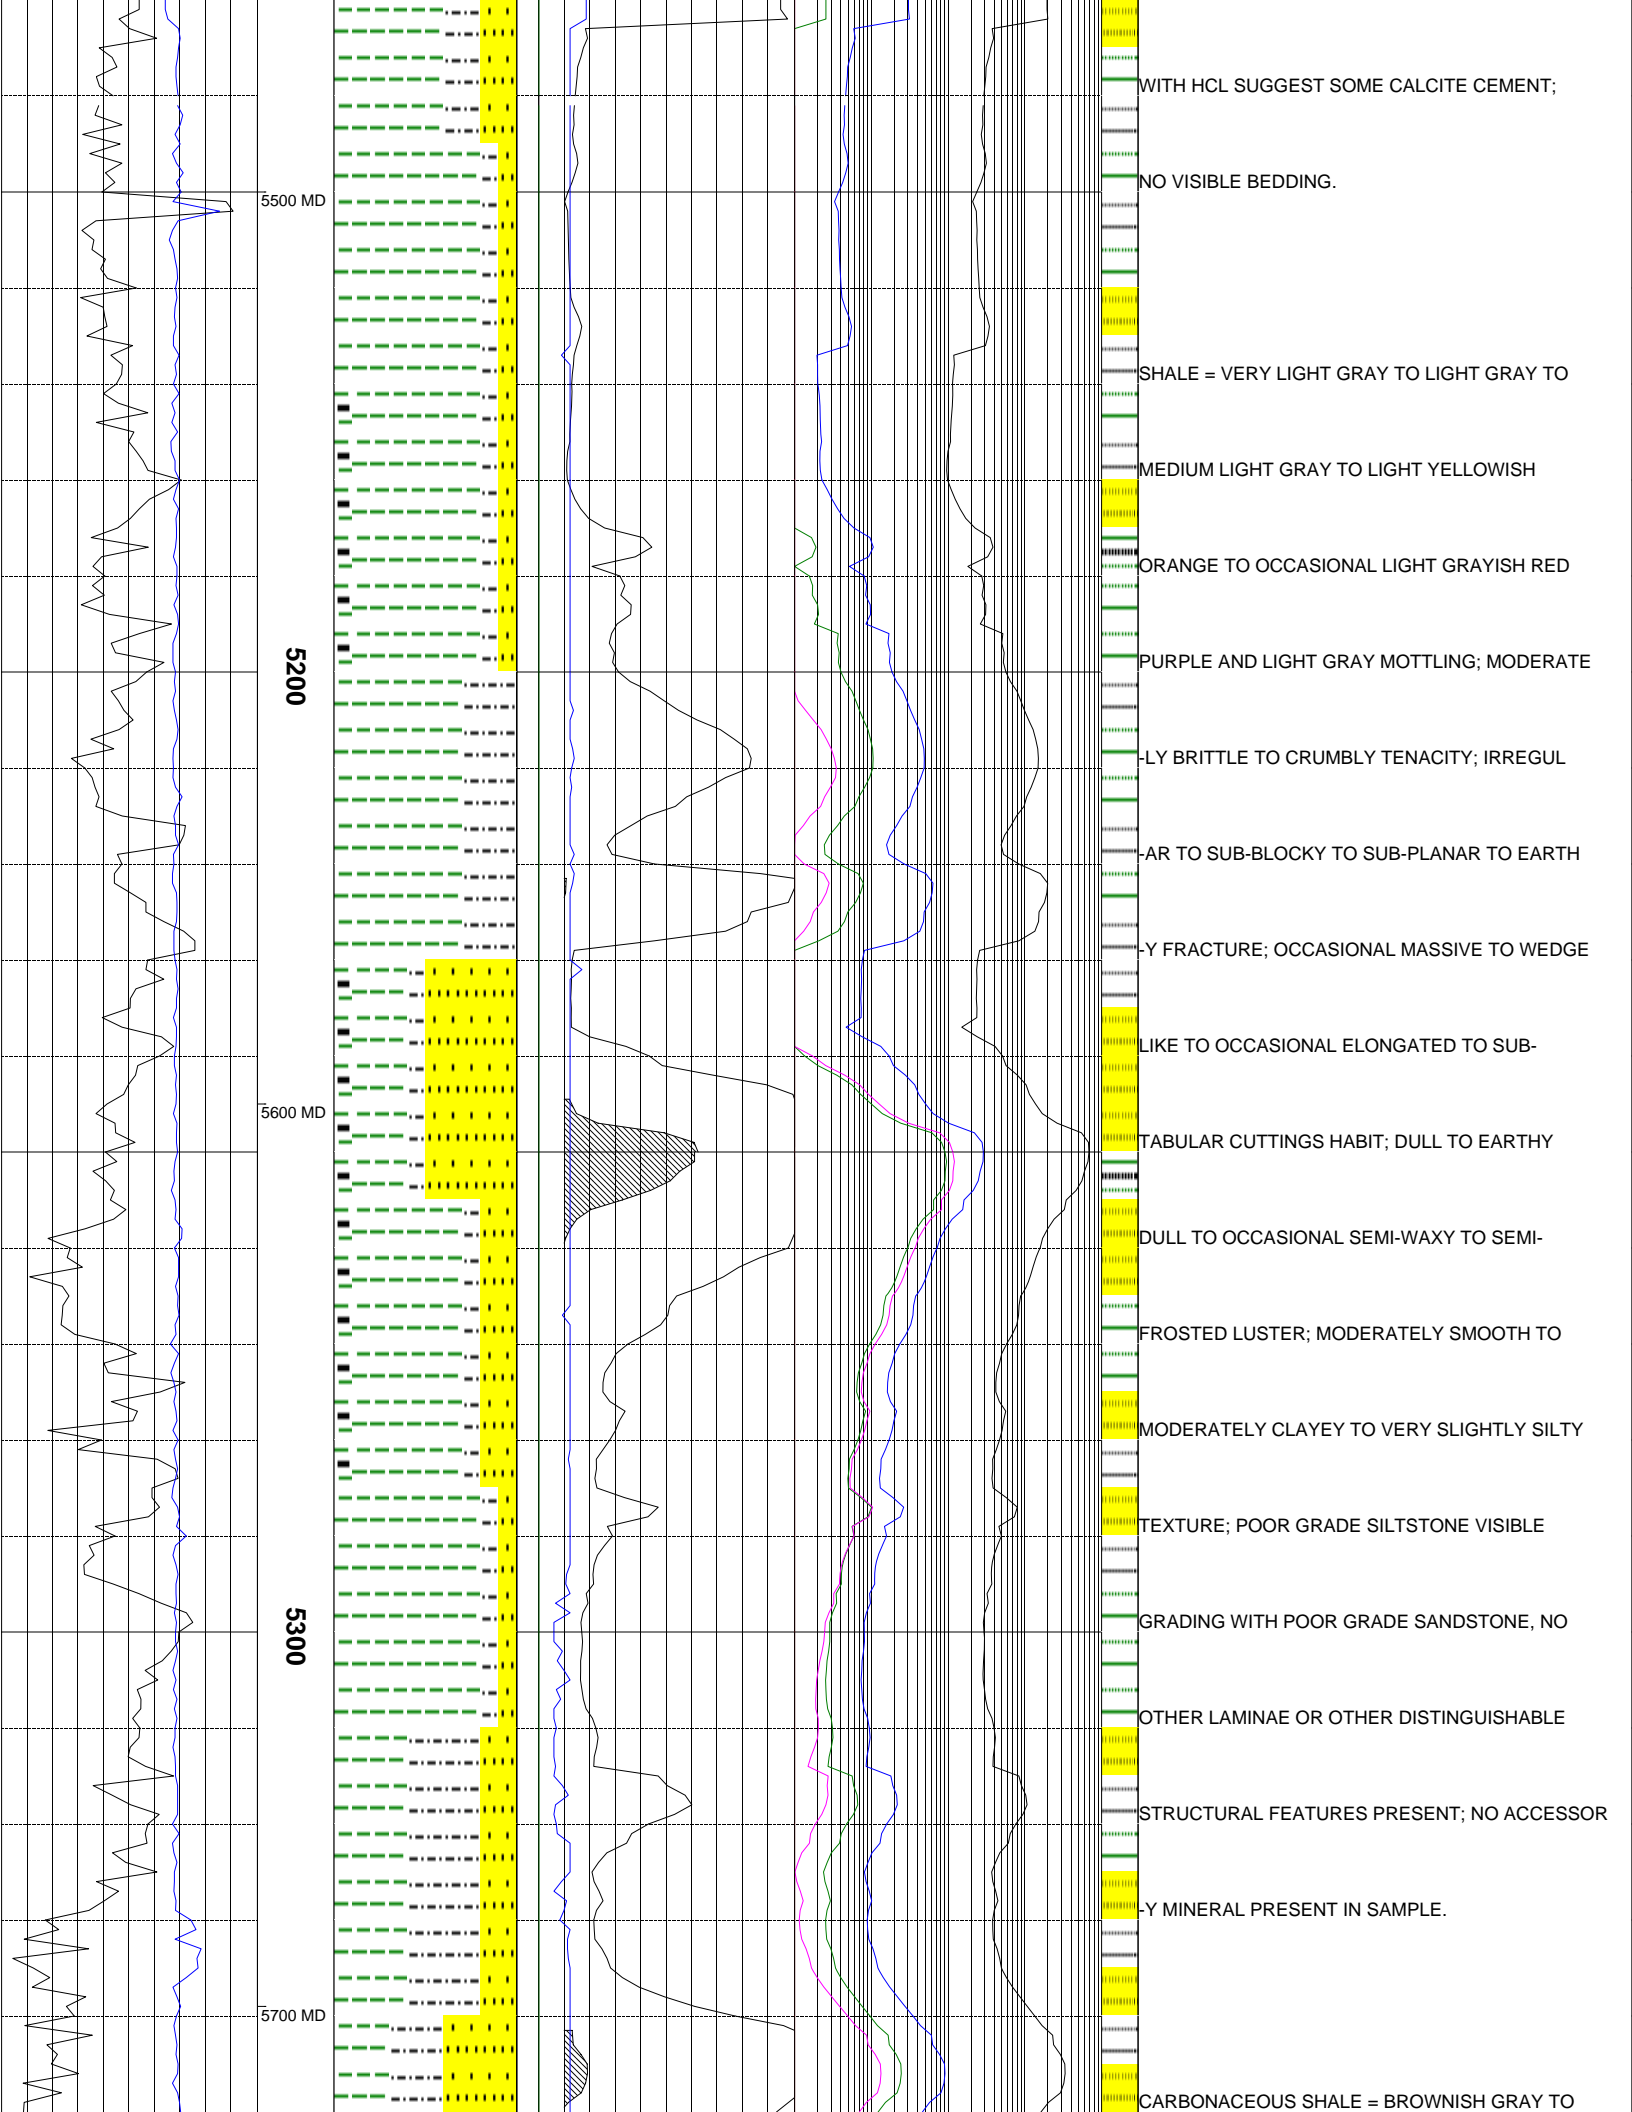 WITH HCL SUGGEST SOME CALCITE CEMENT;
NO VISIBLE BEDDING.
5500 MD
SHALE = VERY LIGHT GRAY TO LIGHT GRAY TO
MEDIUM LIGHT GRAY TO LIGHT YELLOWISH
ORANGE TO OCCASIONAL LIGHT GRAYISH RED
PURPLE AND LIGHT GRAY MOTTLING; MODERATE
5200
-LY BRITTLE TO CRUMBLY TENACITY; IRREGUL
-AR TO SUB-BLOCKY TO SUB-PLANAR TO EARTH
-Y FRACTURE; OCCASIONAL MASSIVE TO WEDGE
LIKE TO OCCASIONAL ELONGATED TO SUB-
5600 MD
TABULAR CUTTINGS HABIT; DULL TO EARTHY
DULL TO OCCASIONAL SEMI-WAXY TO SEMI-
FROSTED LUSTER; MODERATELY SMOOTH TO
MODERATELY CLAYEY TO VERY SLIGHTLY SILTY
TEXTURE; POOR GRADE SILTSTONE VISIBLE
GRADING WITH POOR GRADE SANDSTONE, NO
5300
OTHER LAMINAE OR OTHER DISTINGUISHABLE
STRUCTURAL FEATURES PRESENT; NO ACCESSOR
-Y MINERAL PRESENT IN SAMPLE.
5700 MD
CARBONACEOUS SHALE = BROWNISH GRAY TO